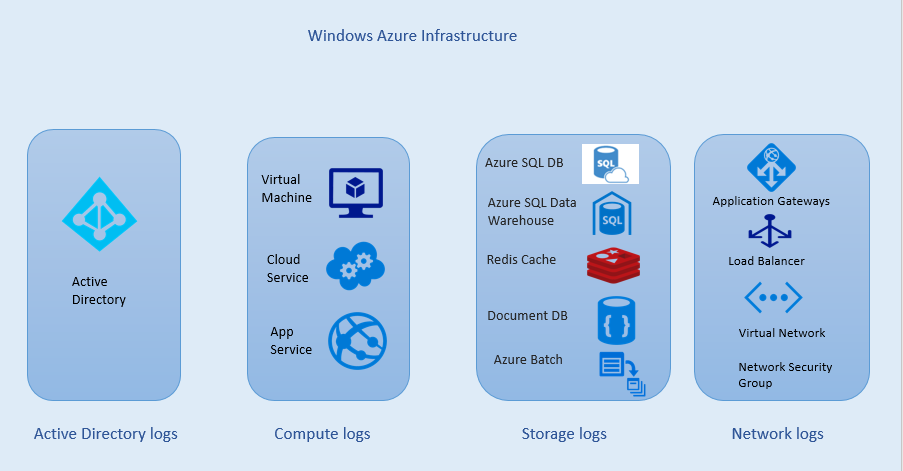 Windows Azure Infrastructure
Active
Directory
Active Directory logs
Virtual
Machine
Cloud
Service
App
Service
Compute logs
Azure SQL DB
SQL
Azure SQL Data
Warehouse
SQL
Redis Cache
Document DB
{ }
Azure Batch
Storage logs
Application Gateways
Load Balancer
Virtual Network
Network Security
Group
Network logs